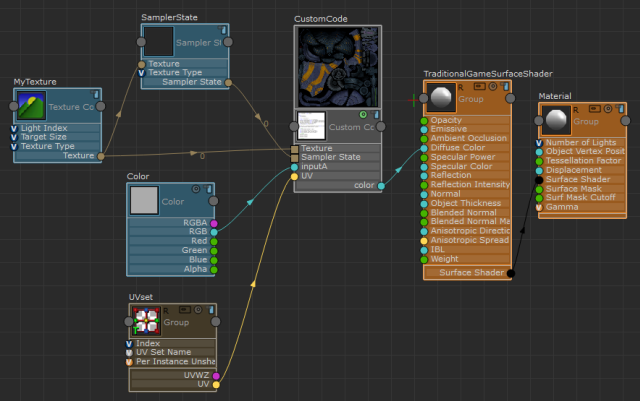 SamplerState
Sampler St
Texture
Texture Type
Sampler State
MyTexture
Texture Co
Light Index
Target Size
Texture Type
Texture
0
0
CustomCode
Custom Co
Texture
Sampler State
inputA
UV
color
Color
Color
RGBA
RGB
Red
Green
Blue
Alpha
UVset
R
Group
Index
UV Set Name
Per Instance Unsha
UVWZ
UV
TraditionalGameSurfaceShader
R
Group
Opacity
Emissive
Ambient Occlusion
Diffuse Color
Specular Power
Specular Color
Reflection
Reflection Intensity
Normal
Object Thickness
Blended Normal
Blended Normal Ma
Anisotropic Directio
Anisotropic Spread
IBL
Weight
Surface Shader
Material
R
Group
Number of Lights
Object Vertex Posit
Tessellation Factor
Displacement
Surface Shader
Surface Mask
Surf Mask Cutoff
Gamma